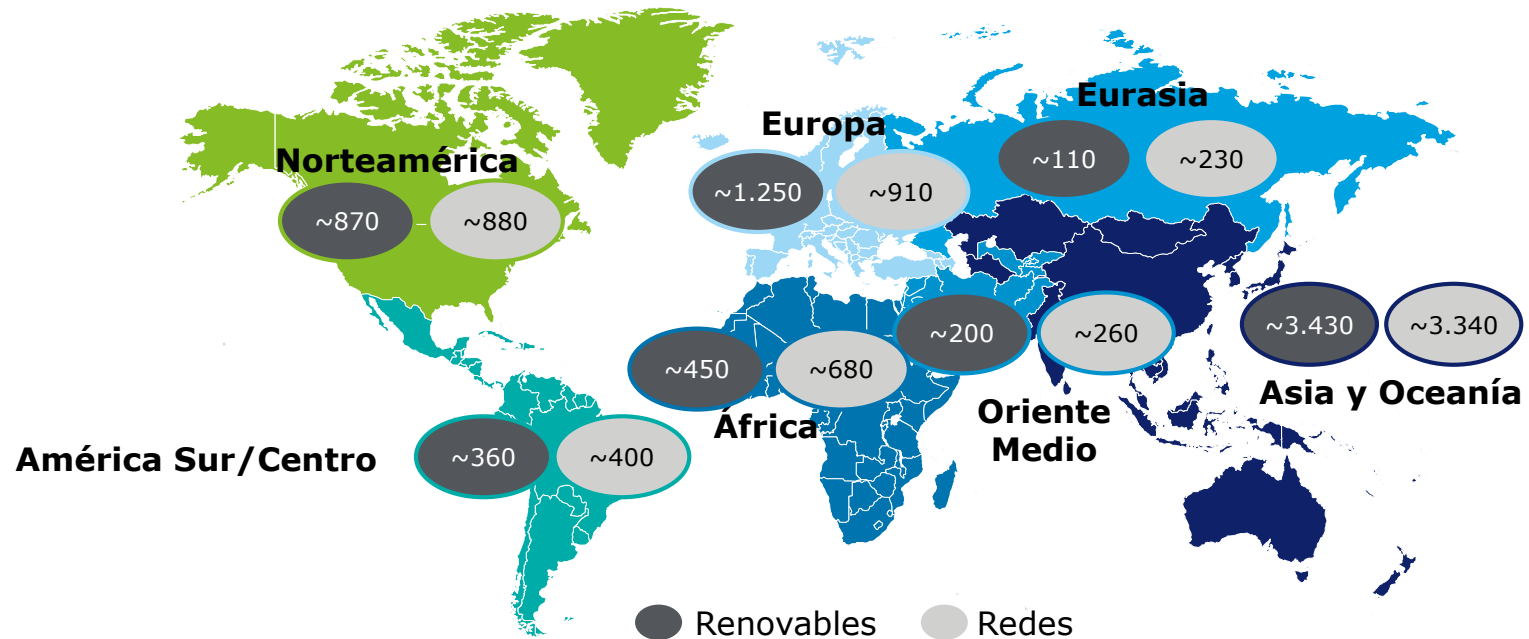 Eurasia
Europa
~110
~230
Norteamérica
~1.250
~910
~870
~880
~200
~260
~3.430
~3.340
~450
~680
Asia y Oceanía
África
Oriente
Medio
América Sur/Centro
~360
~400
Renovables
Redes